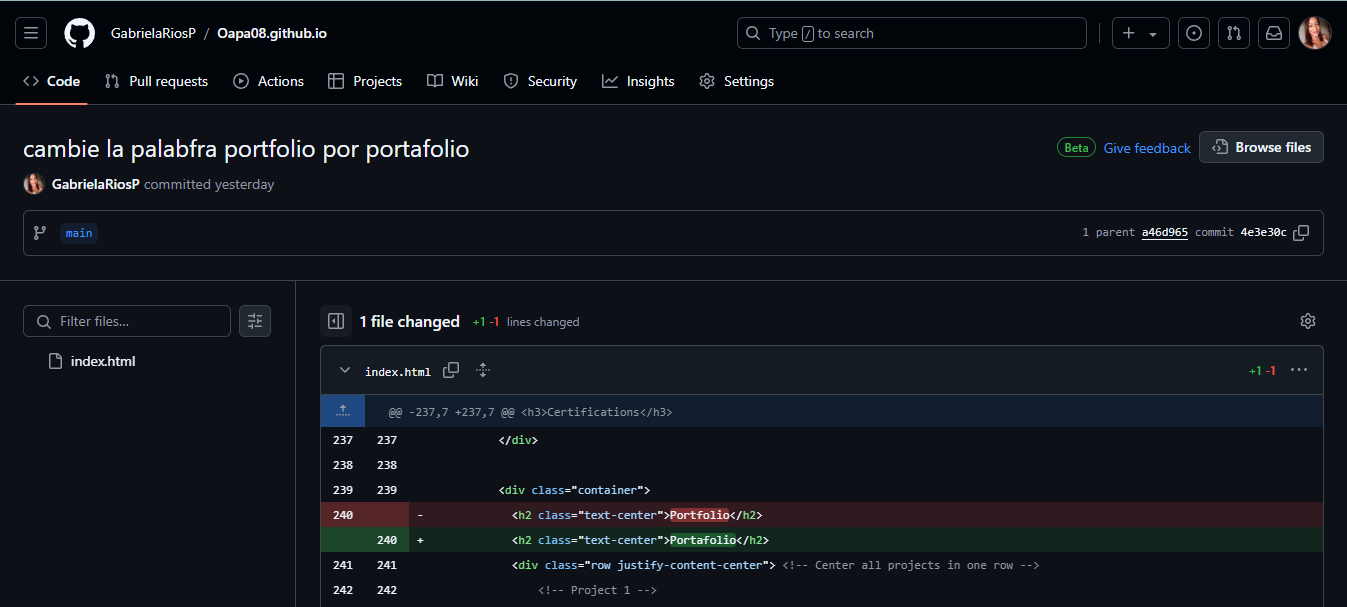 GabrielaRiosP / Oapa08.github.io
Type / to search
Code Pull requests Actions Projects Wiki Security Insights Settings
cambie la palabfra portfolio por portafolio
Beta Give feedback Browse files
GabrielaRiosP committed yesterday
main
1 parent a46d965 commit 4e3e30c
Filter files...
index.html
1 file changed +1 -1 lines changed
index.html +1 -1
@@ -237,7 +237,7 @@ <h3>Certifications</h3>
237 237 </div>
238 238
239 239 <div class="container">
240 - <h2 class="text-center">Portfolio</h2>
240 + <h2 class="text-center">Portafolio</h2>
241 241 <div class="row justify-content-center"> <!-- Center all projects in one row -->
242 242 <!-- Project 1 -->